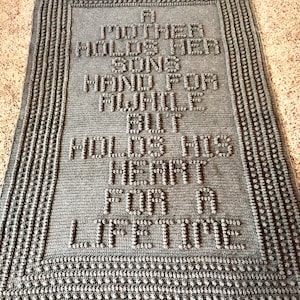 A
MOTHER
HOLDS HER
SONS
HAND FOR
AWHILE
BUT
HOLDS HIS
HEART
FOR A
LIFETIME